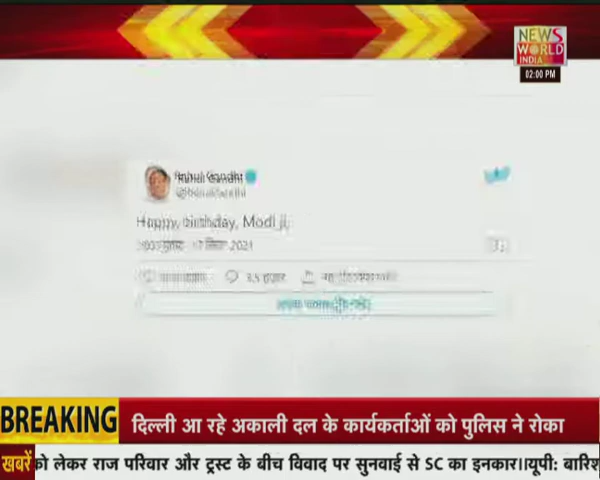 NEWS
WORLD
INDIA
02:00 PM
Rahul Gandhi
Happy birthday, Modi ji.
2021
BREAKING
दिल्ली आ रहे अकाली दल के कार्यकर्ताओं को पुलिस ने रोका
खबरें को लेकर राज परिवार और ट्रस्ट के बीच विवाद पर सुनवाई से SC का इनकार।।यूपी: बारिश